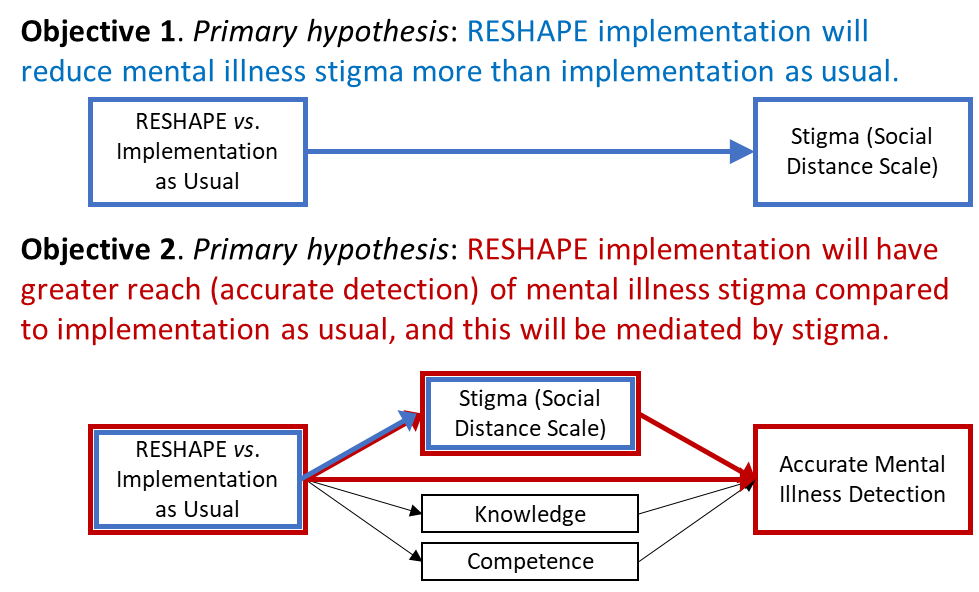 Objective 1. Primary hypothesis: RESHAPE implementation will
reduce mental illness stigma more than implementation as usual.
RESHAPE vs.
Implementation
as Usual
Stigma (Social
Distance Scale)
Objective 2. Primary hypothesis: RESHAPE implementation will have
greater reach (accurate detection) of mental illness stigma compared
to implementation as usual, and this will be mediated by stigma.
Stigma (Social
Distance Scale)
RESHAPE vs.
Implementation
as Usual
Accurate Mental
Illness Detection
Knowledge
Competence